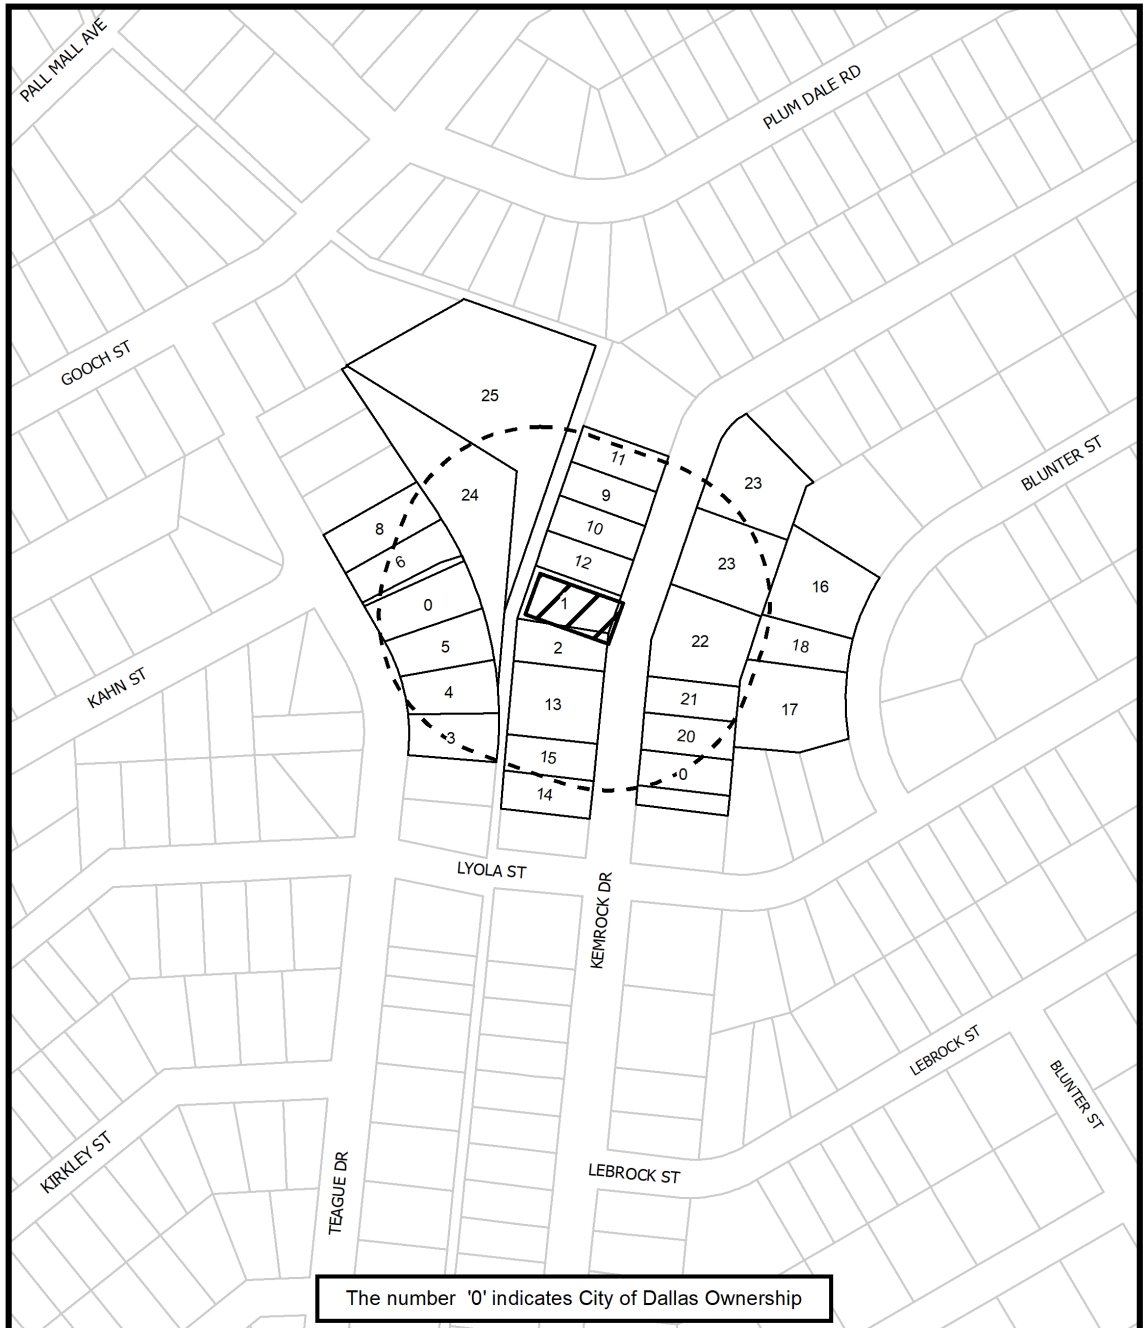 PALL MALL AVE
PLUM DALE RD
GOOCH ST
25
BLUNTER ST
11
23
24
9
8
10
6
12
23
16
1
0
5
2
22
18
KAHN ST
4
21
13
17
3
20
15
0
14
LYOLA ST
KEMROCK DR
LEBROCK ST
BLUNTER ST
KIRKLEY ST
LEBROCK ST
TEAGUE DR
The number '0' indicates City of Dallas Ownership